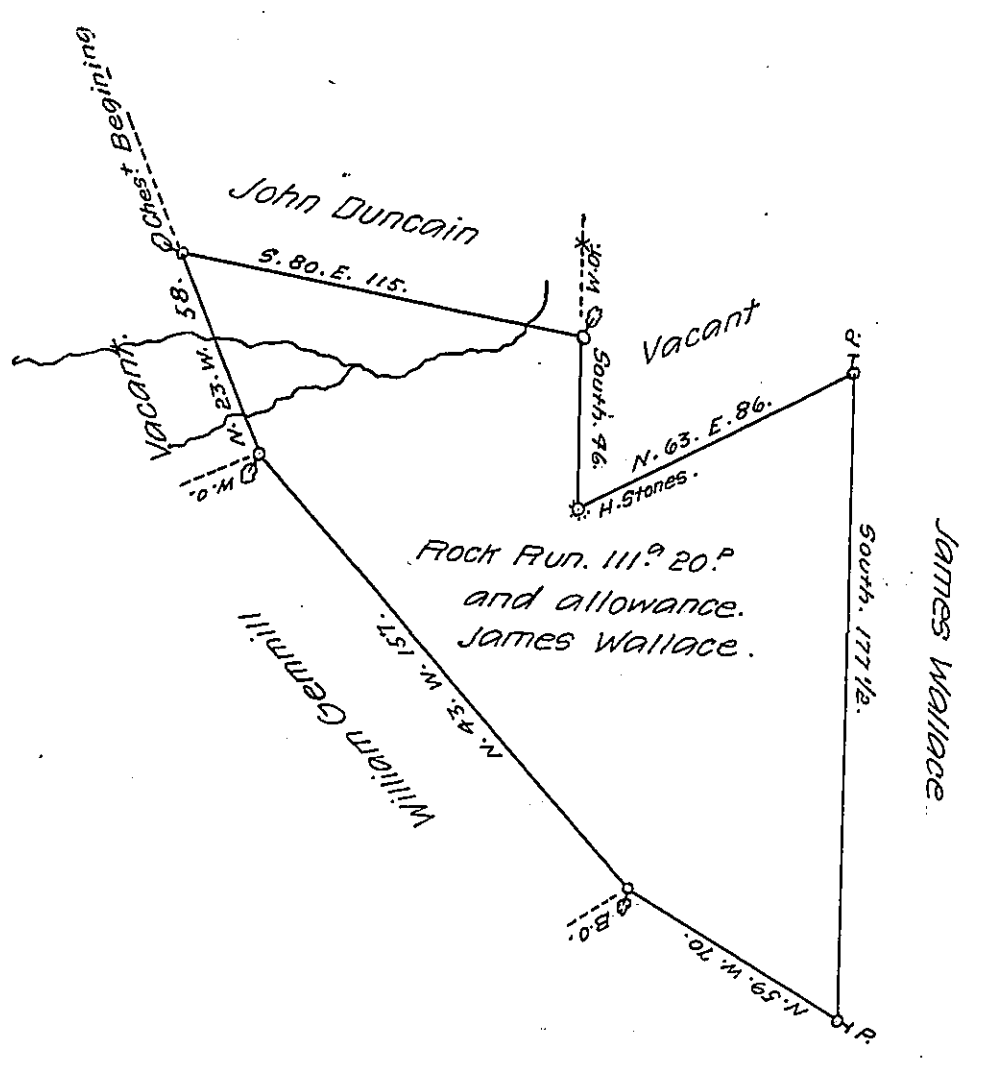 Ches.t Begining
John Duncain
S. 80. E. 115.
Jo. M
Vacant
P.
South. 46.
N. 63. E. 86.
H. Stones.
58.
N. 23. W.
Vacant.
W.O.
Rock Run. 111.a 20.P
and allowance.
James Wallace.
South. 177 1/2.
James Wallace
N. 43. W. 157.
William Gemmill
B.O.
N. 59. W. 70.
P.